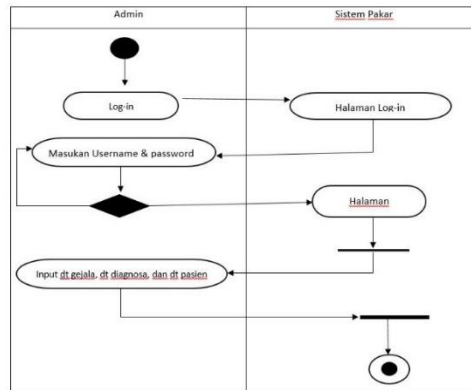 Admin
Sistem Pakar
Log-in
Halaman Log-in
Masukan Username & password
Halaman
Input dt gejala, dt diagnosa, dan dt pasien